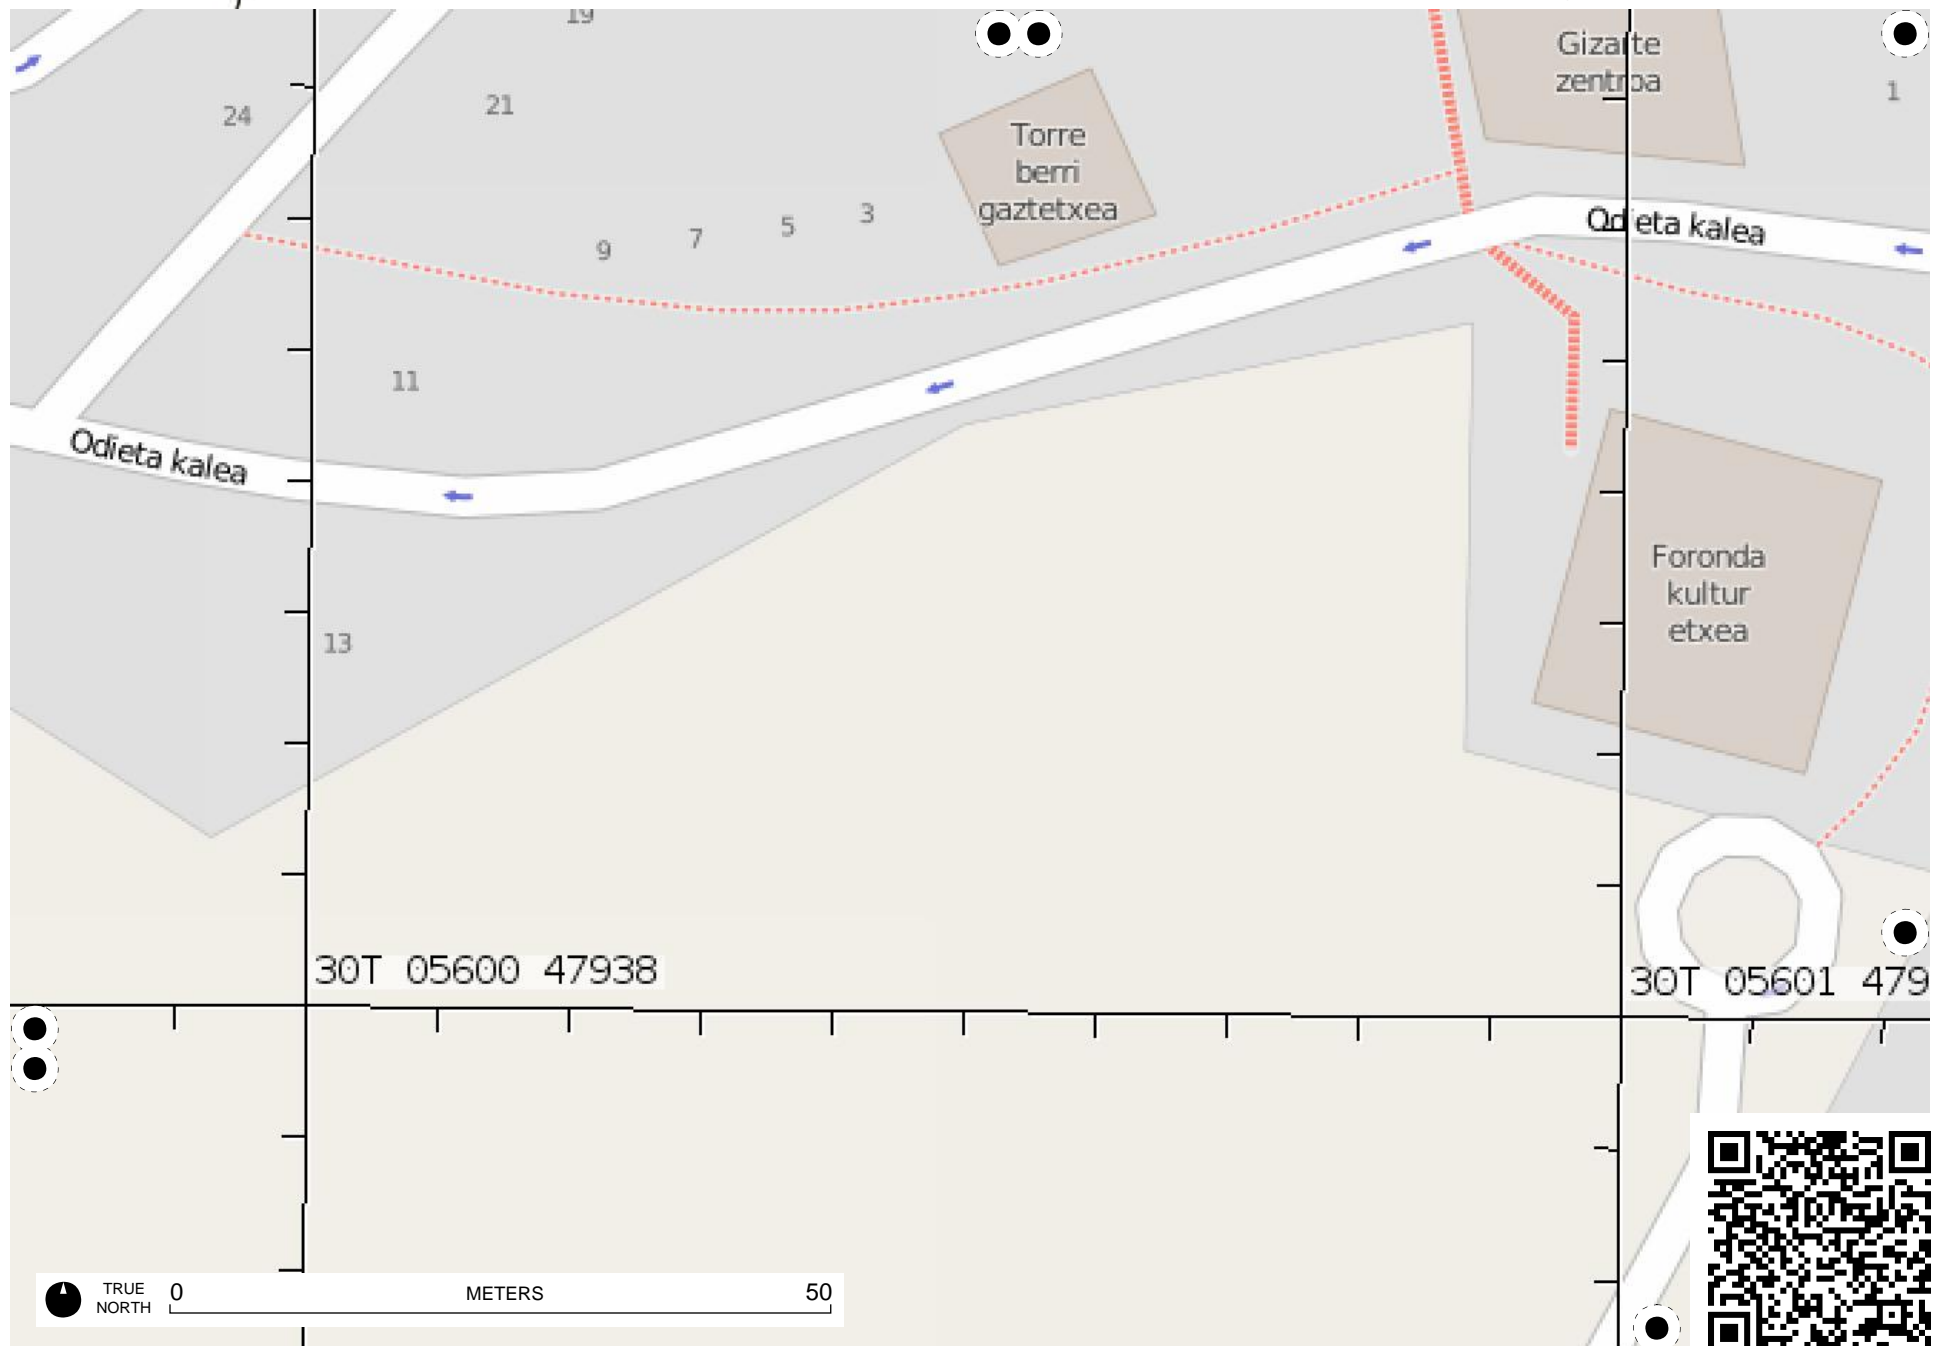 19
Gizarte
zentroa
1
24
21
Torre
berri
gaztetxea
3
5
7
9
Odieta kalea
11
Odieta kalea
Foronda
kultur
etxea
13
30T 05600 47938
30T 05601 479
TRUE
NORTH
0 METERS 50